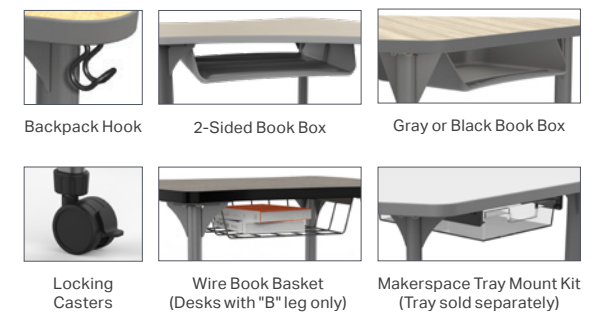 Backpack Hook
2-Sided Book Box
Gray or Black Book Box
Locking
Casters
Wire Book Basket
(Desks with "B" leg only)
Makerspace Tray Mount Kit
(Tray sold separately)